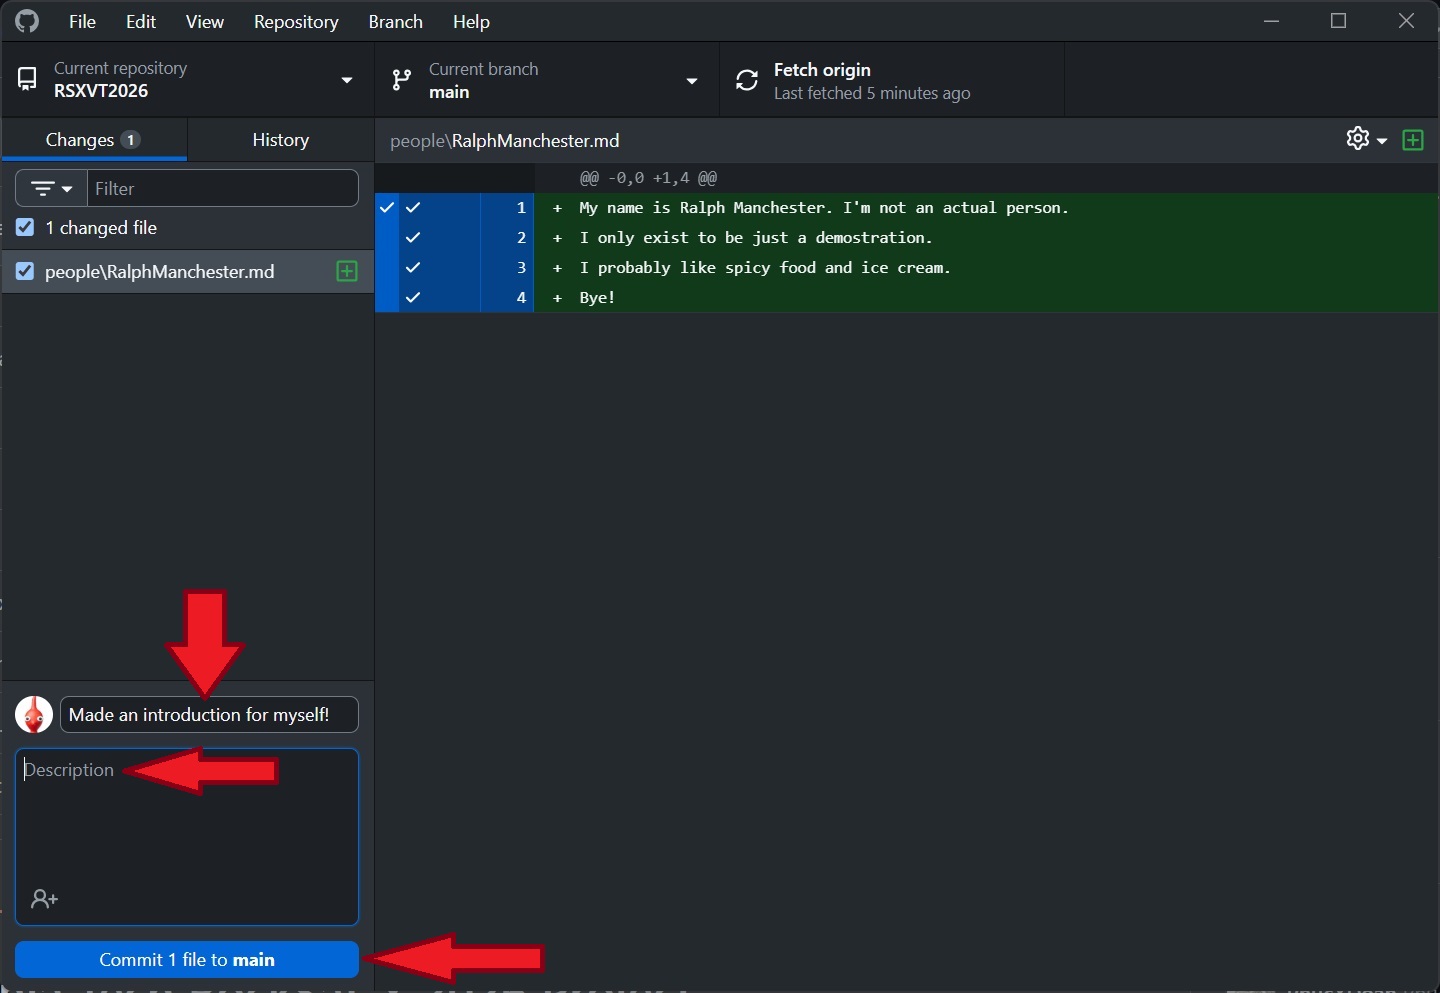 File Edit View Repository Branch Help
Current repository
RSXVT2026
Current branch
main
Fetch origin
Last fetched 5 minutes ago
Changes 1
History
Filter
1 changed file
people\RalphManchester.md
people\RalphManchester.md
@@ -0,0 +1,4 @@
1 + My name is Ralph Manchester. I'm not an actual person.
2 + I only exist to be just a demostration.
3 + I probably like spicy food and ice cream.
4 + Bye!
Made an introduction for myself!
Description
Commit 1 file to main